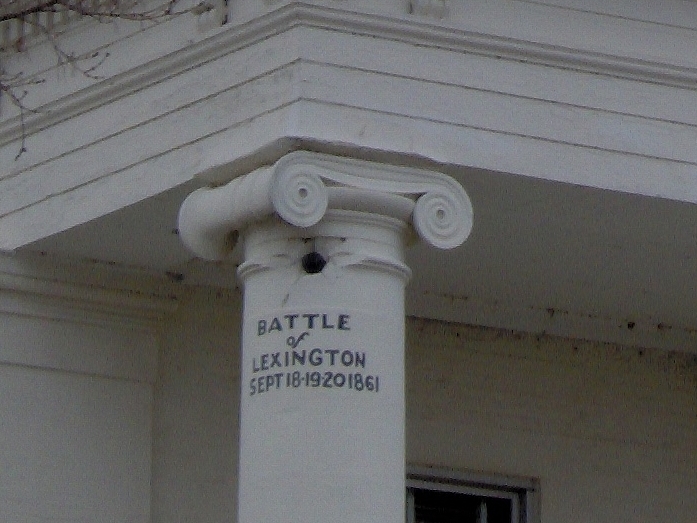 BATTLE
of
LEXINGTON
SEPT 18-19-20 1861